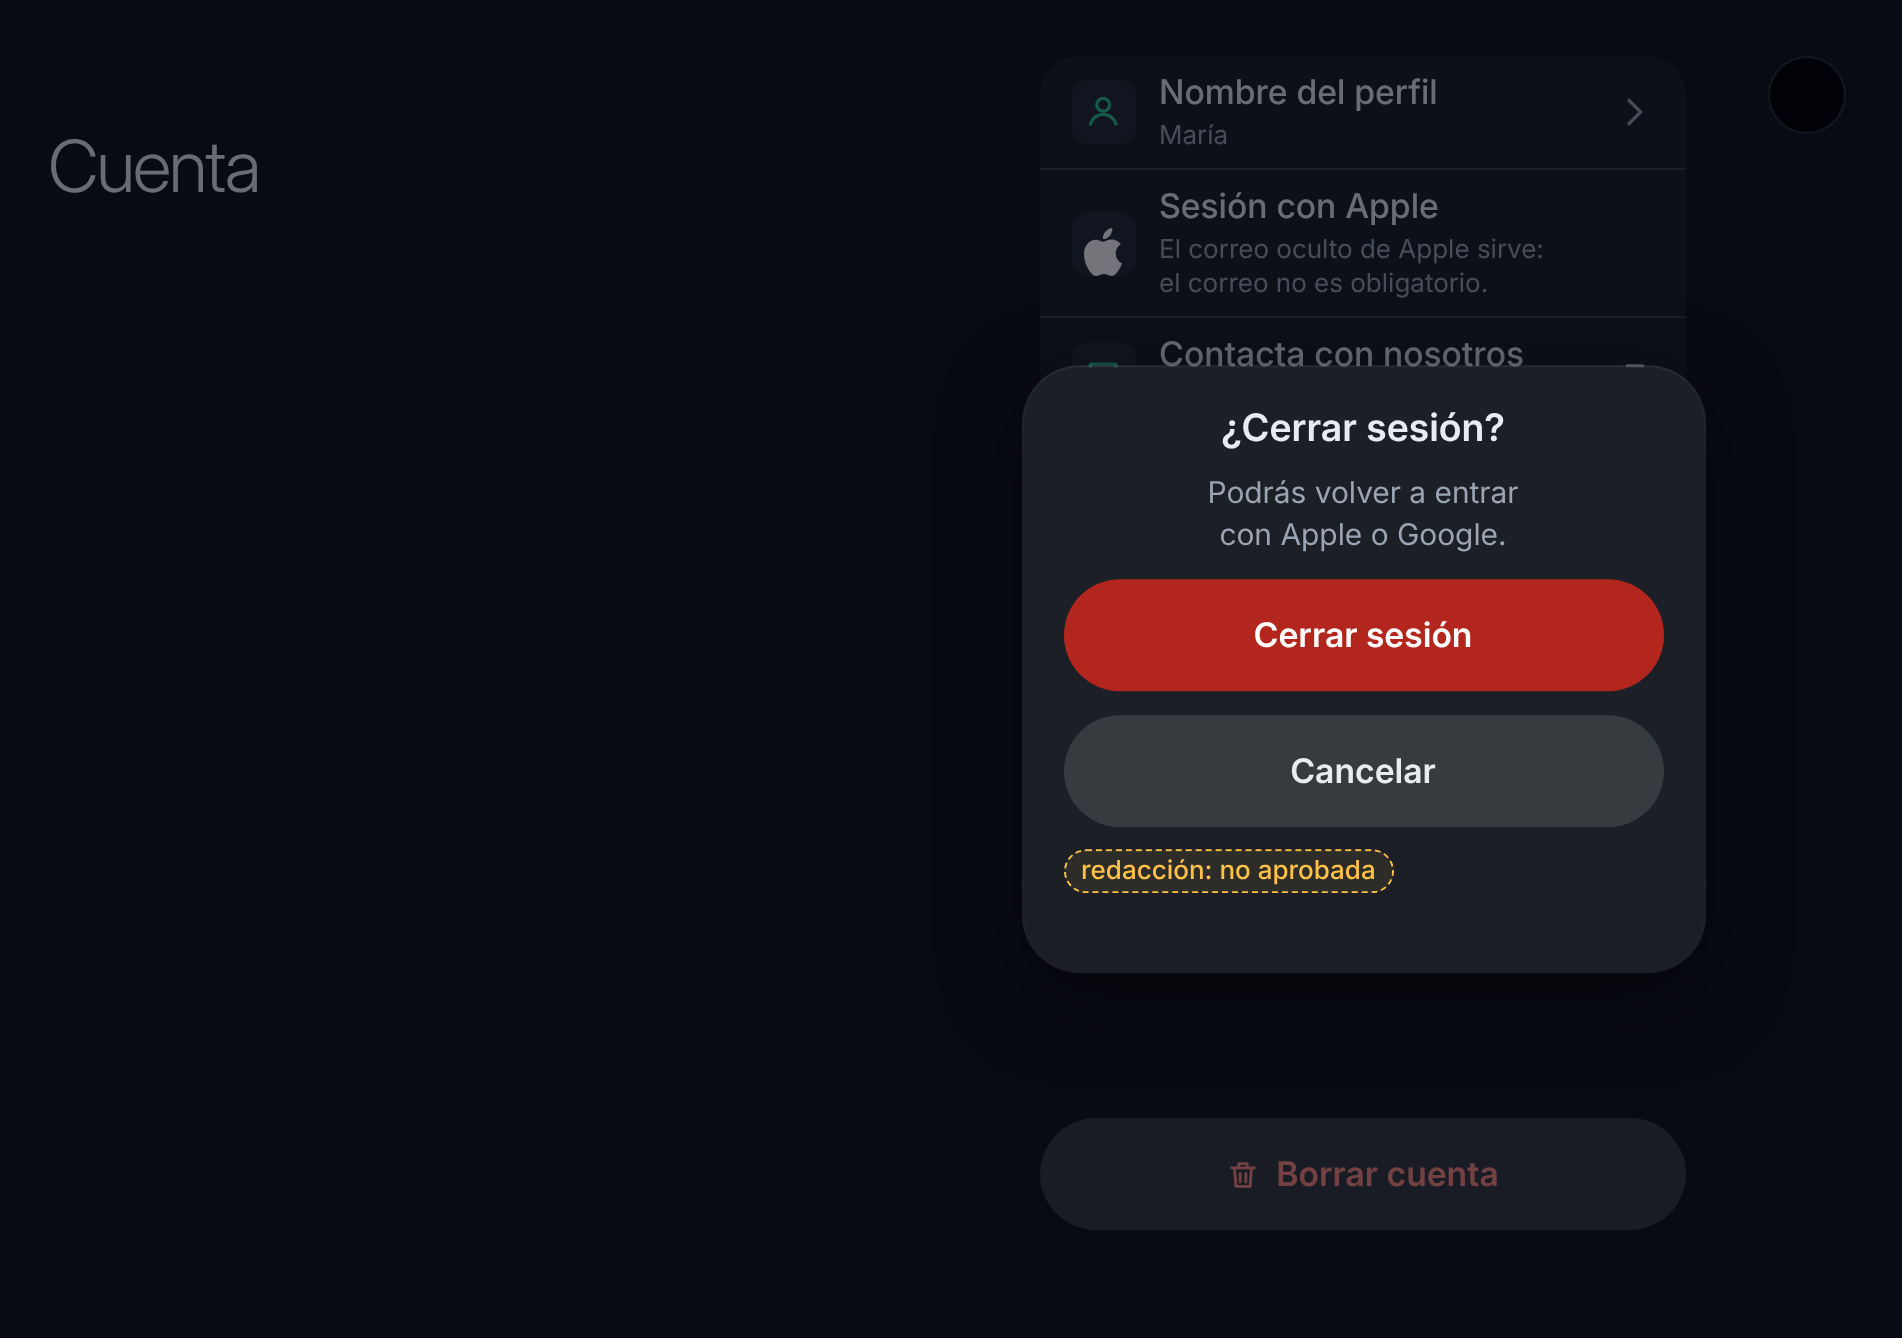 Cuenta
Nombre del perfil
María
Sesión con Apple
El correo oculto de Apple sirve:
el correo no es obligatorio.
Contacta con nosotros
¿Cerrar sesión?
Podrás volver a entrar
con Apple o Google.
Cerrar sesión
Cancelar
redacción: no aprobada
Borrar cuenta